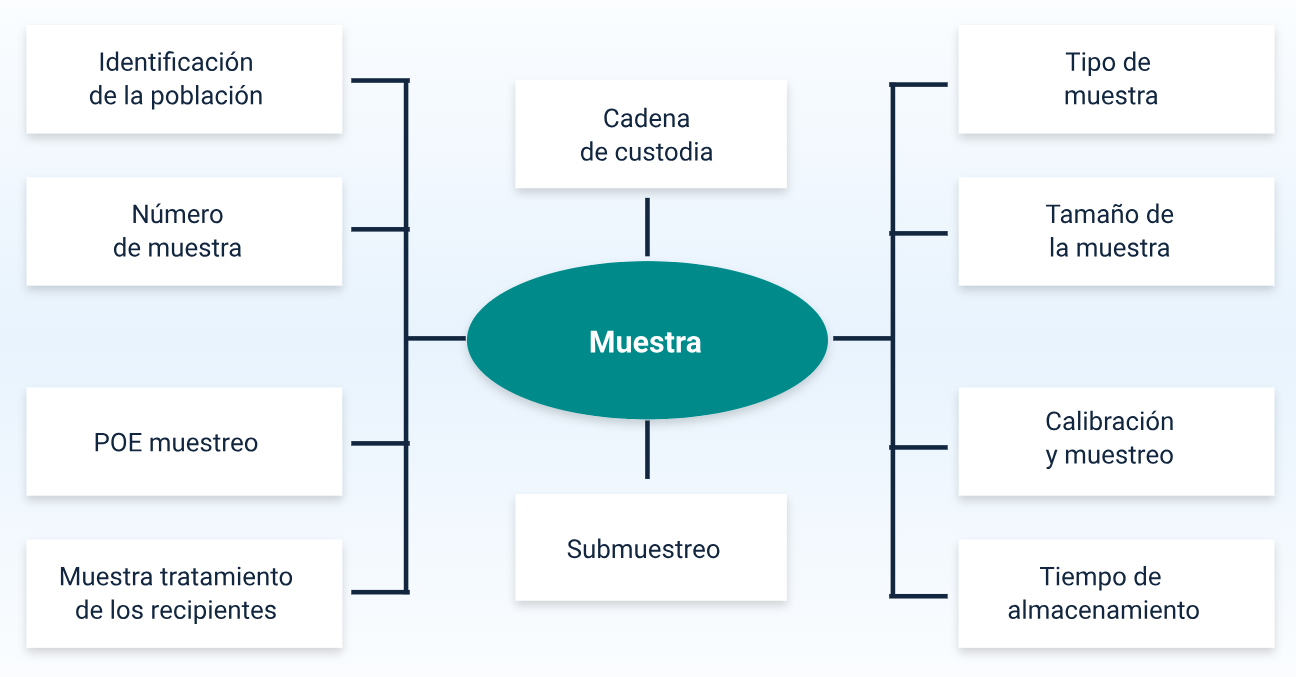 Identificación
de la población
Número
de muestra
POE muestreo
Muestra tratamiento
de los recipientes
Cadena
de custodia
Muestra
Submuestreo
Tipo de
muestra
Tamaño de
la muestra
Calibración
y muestreo
Tiempo de
almacenamiento